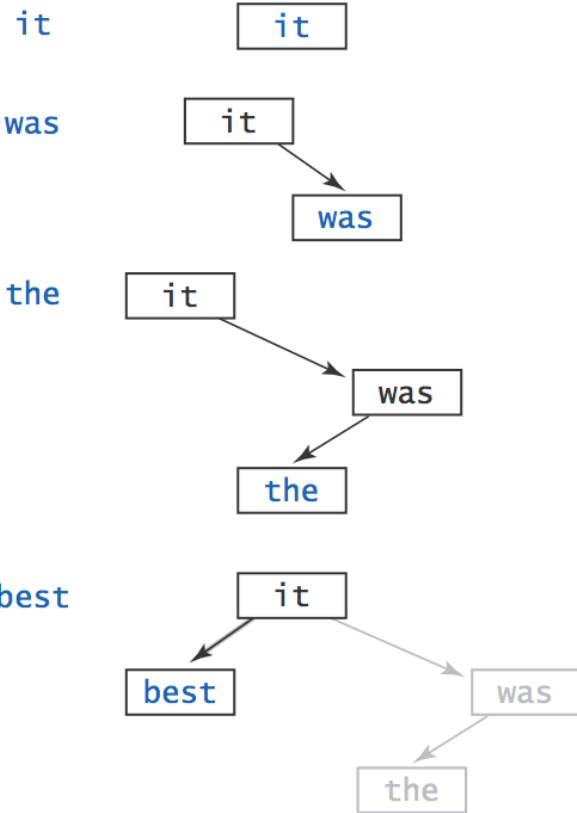 it it
was it
was
the it
was
the
best it
best was
the